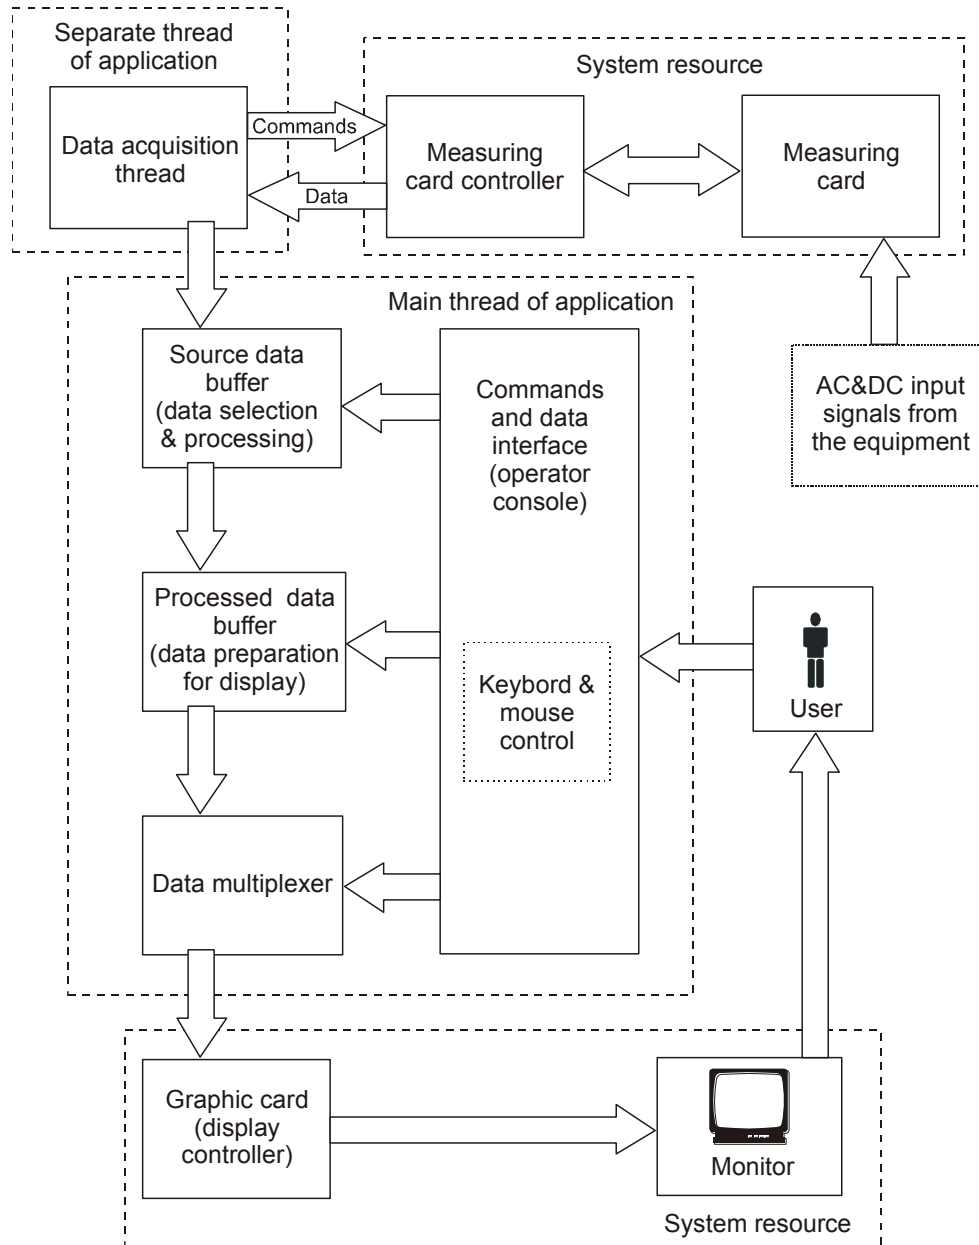 Separate thread
of application
System resource
Data acquisition
thread
Commands
Data
Measuring
card controller
Measuring
card
Main thread of application
Source data
buffer
(data selection
& processing)
Commands
and data
interface
(operator
console)
AC&DC input
signals from
the equipment
Processed data
buffer
(data preparation
for display)
Keybord &
mouse
control
User
Data multiplexer
Graphic card
(display
controller)
Monitor
System resource